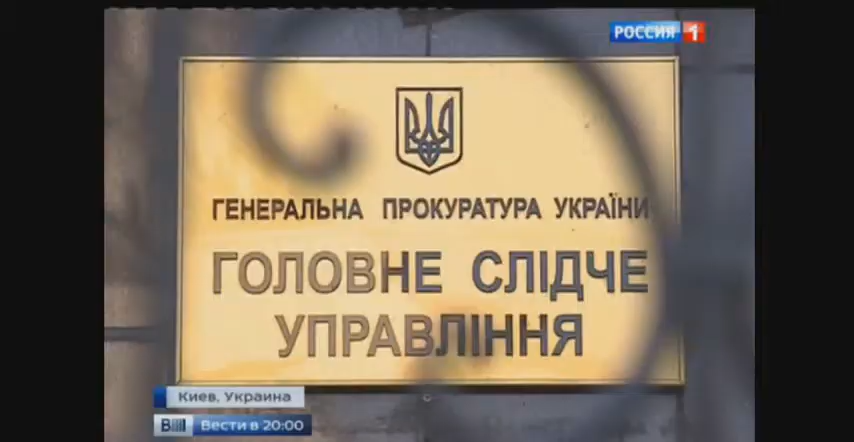 РОССИЯ 1
ГЕНЕРАЛЬНА ПРОКУРАТУРА УКРАЇНИ
ГОЛОВНЕ СЛІДЧЕ
УПРАВЛІННЯ
Киев, Украина
Вести в 20:00